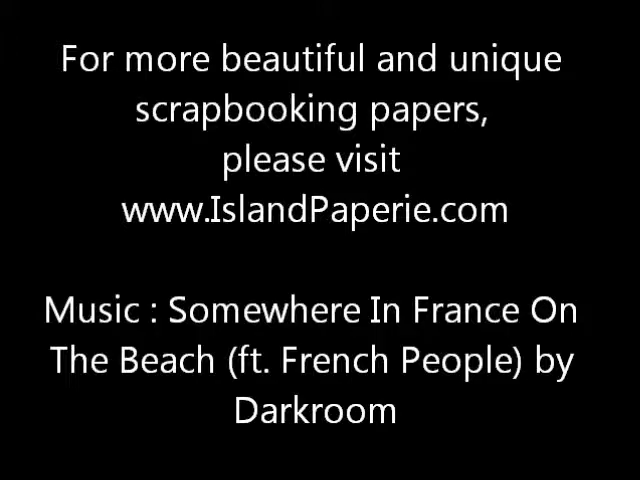 For more beautiful and unique
scrapbooking papers,
please visit
www.IslandPaperie.com
Music : Somewhere In France On
The Beach (ft. French People) by
Darkroom